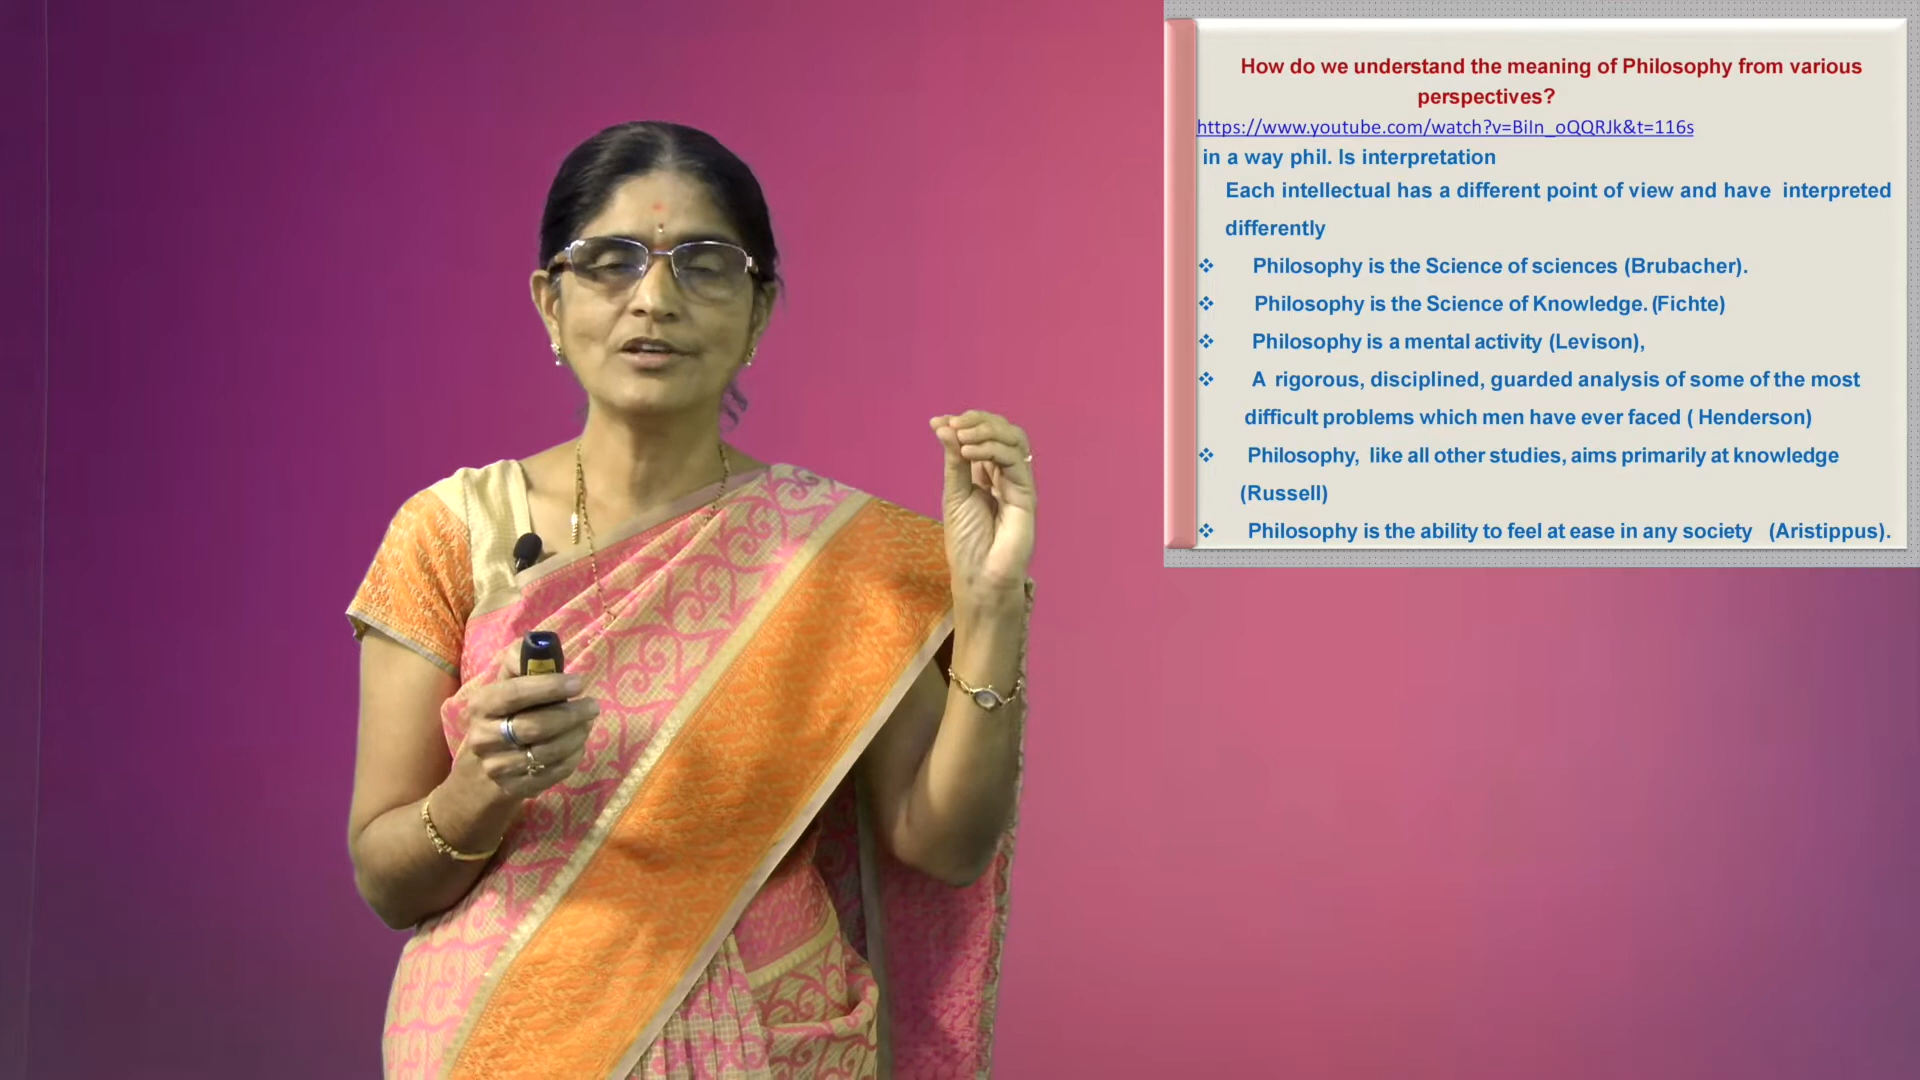 How do we understand the meaning of Philosophy from various
perspectives?
https://www.youtube.com/watch?v=BiIn_oQQRJk&t=116s
in a way phil. Is interpretation
Each intellectual has a different point of view and have interpreted
differently
❖ Philosophy is the Science of sciences (Brubacher).
❖ Philosophy is the Science of Knowledge. (Fichte)
❖ Philosophy is a mental activity (Levison),
❖ A rigorous, disciplined, guarded analysis of some of the most
difficult problems which men have ever faced ( Henderson)
❖ Philosophy, like all other studies, aims primarily at knowledge
(Russell)
❖ Philosophy is the ability to feel at ease in any society (Aristippus).